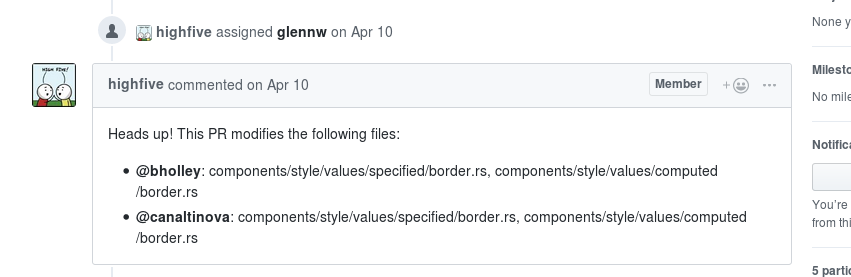 highfive assigned glennw on Apr 10
HIGH FIVE!
highfive commented on Apr 10
Member
Heads up! This PR modifies the following files:
@bholley: components/style/values/specified/border.rs, components/style/values/computed
/border.rs
@canaltinova: components/style/values/specified/border.rs, components/style/values/computed
/border.rs
None y
Milesto
No mile
Notifica
You're
from thi
5 parti